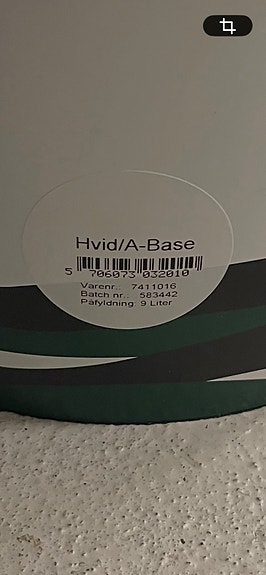 Hvid/A-Base
5 706073 032010
Varenr.: 7411016
Batch nr.: 583442
Påfyldning: 9 Liter